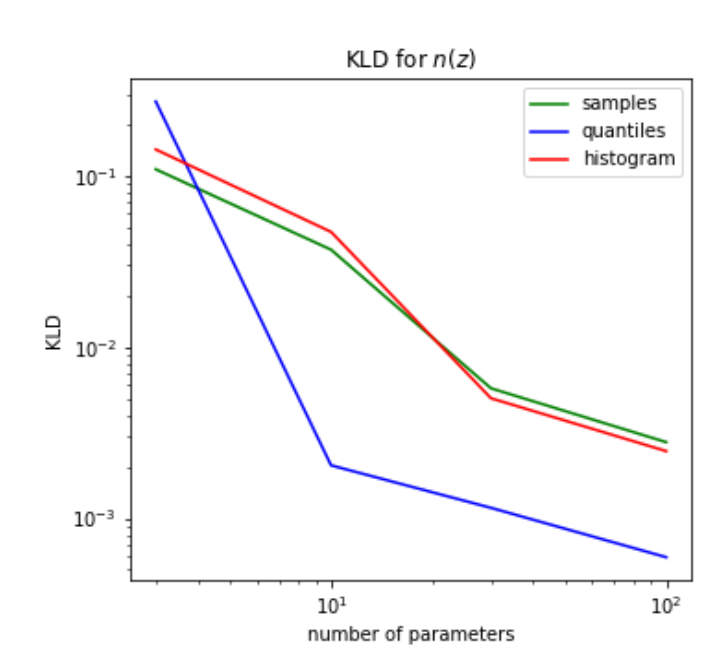 KLD for n(z)
samples
quantiles
histogram
10⁻¹
10⁻²
10⁻³
KLD
10¹
10²
number of parameters